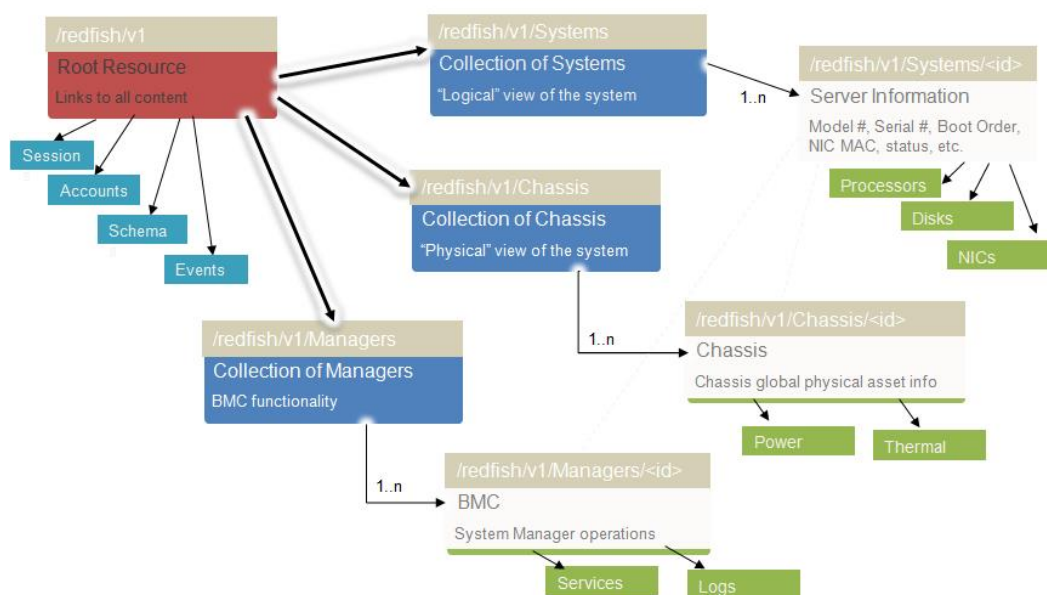 /redfish/v1
Root Resource
Links to all content
Session
Accounts
Schema
Events
/redfish/v1/Systems
Collection of Systems
“Logical” view of the system
1..n
/redfish/v1/Systems/<id>
Server Information
Model #, Serial #, Boot Order,
NIC MAC, status, etc.
Processors
Disks
NICs
/redfish/v1/Chassis
Collection of Chassis
“Physical” view of the system
1..n
/redfish/v1/Chassis/<id>
Chassis
Chassis global physical asset info
Power
Thermal
/redfish/v1/Managers
Collection of Managers
BMC functionality
1..n
/redfish/v1/Managers/<id>
BMC
System Manager operations
Services
Logs